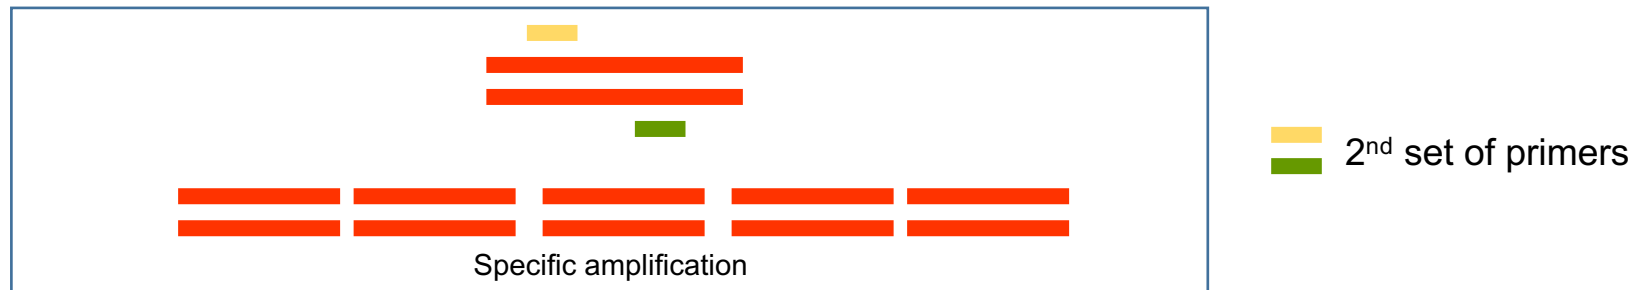 2nd set of primers
Specific amplification